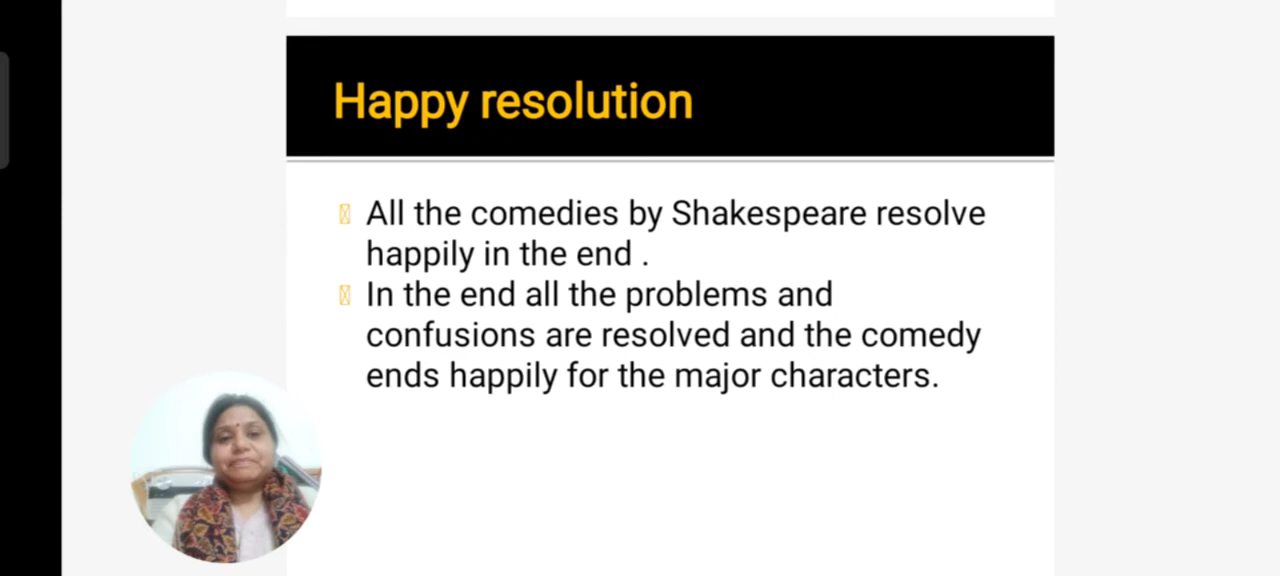 Happy resolution
All the comedies by Shakespeare resolve
happily in the end .
In the end all the problems and
confusions are resolved and the comedy
ends happily for the major characters.